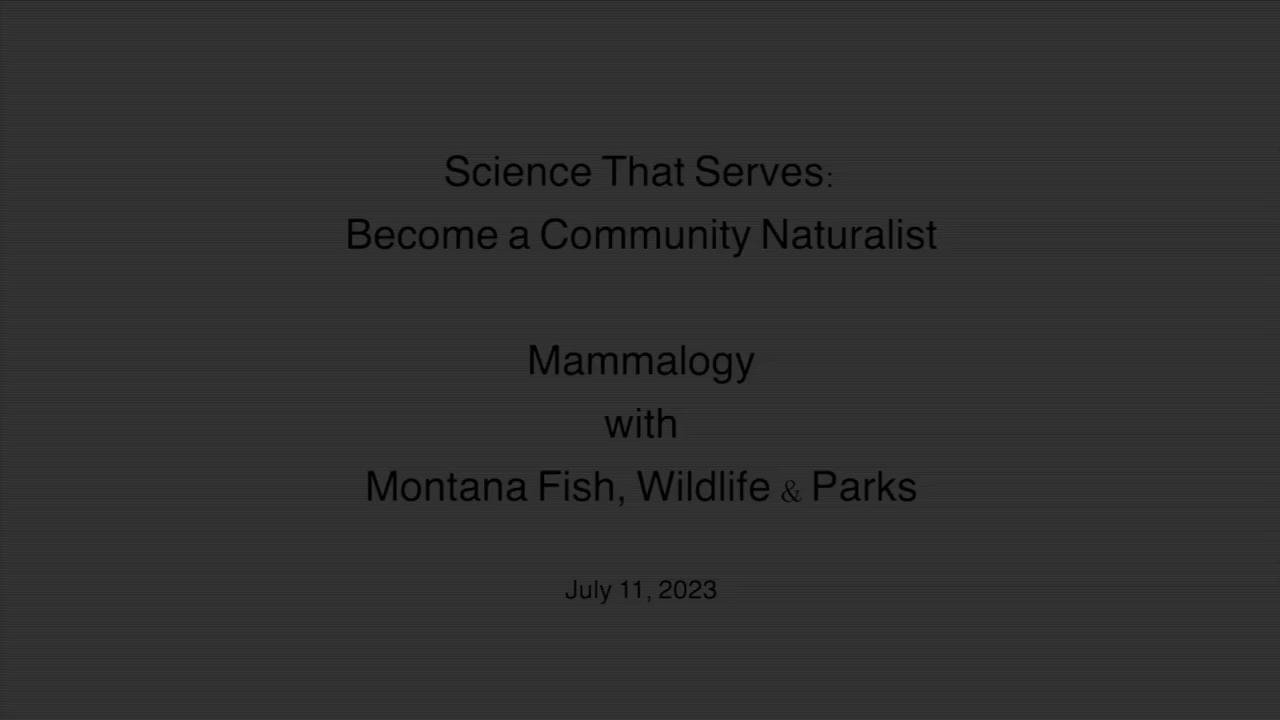 Science That Serves:
Become a Community Naturalist
Mammalogy
with
Montana Fish, Wildlife & Parks
July 11, 2023